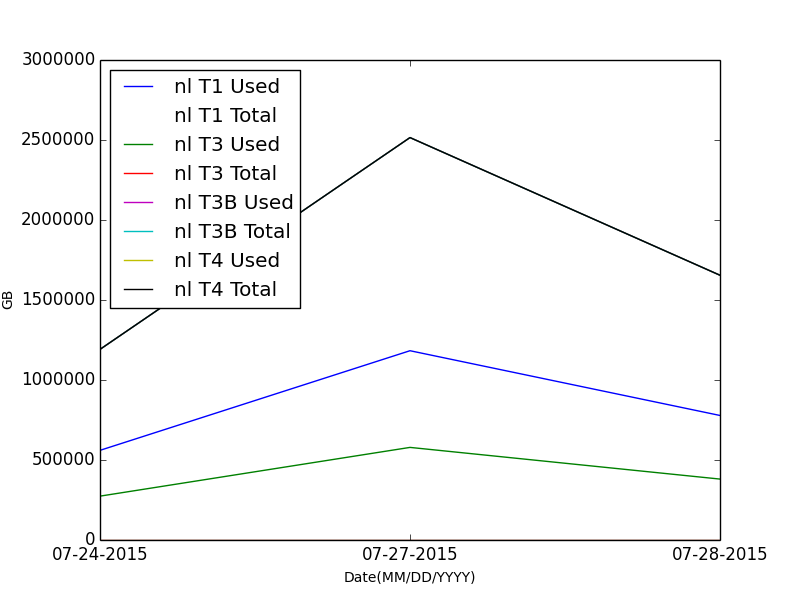 3000000
2500000
2000000
1500000
1000000
500000
0
GB
nl T1 Used
nl T1 Total
nl T3 Used
nl T3 Total
nl T3B Used
nl T3B Total
nl T4 Used
nl T4 Total
07-24-2015
07-27-2015
07-28-2015
Date(MM/DD/YYYY)